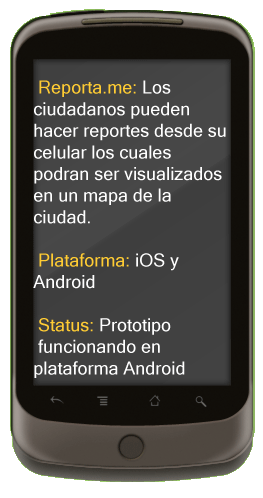 Reporta.me: Los
ciudadanos pueden
hacer reportes desde su
celular los cuales
podran ser visualizados
en un mapa de la
ciudad.
Plataforma: iOS y
Android
Status: Prototipo
funcionando en
plataforma Android